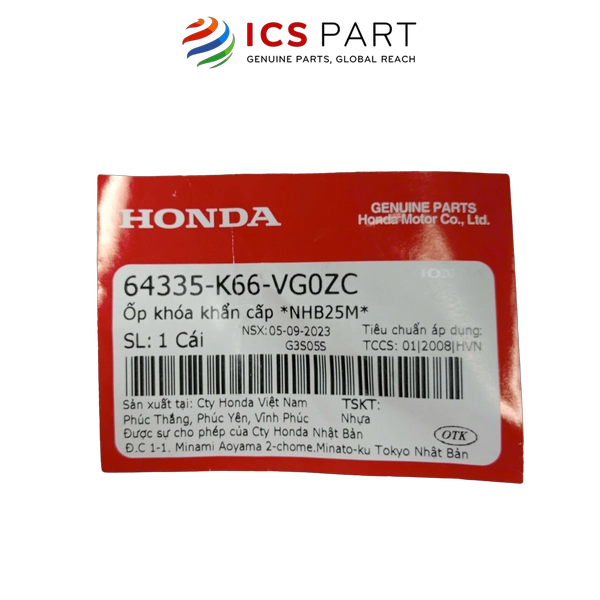 ICS PART
GENUINE PARTS, GLOBAL REACH
HONDA
GENUINE PARTS
Honda Motor Co., Ltd.
64335-K66-VG0ZC
Ốp khóa khẩn cấp *NHB25M*
SL: 1 Cái
NSX: 05-09-2023
G3S05S
Tiêu chuẩn áp dụng:
TCCS: 01|2008|HVN
Sản xuất tại: Cty Honda Việt Nam
Phúc Thắng, Phúc Yên, Vĩnh Phúc
TSKT:
Nhựa
Được sự cho phép của Cty Honda Nhật Bản
Đ.C 1-1. Minami Aoyama 2-chome.Minato-ku Tokyo Nhật Bản
OTK